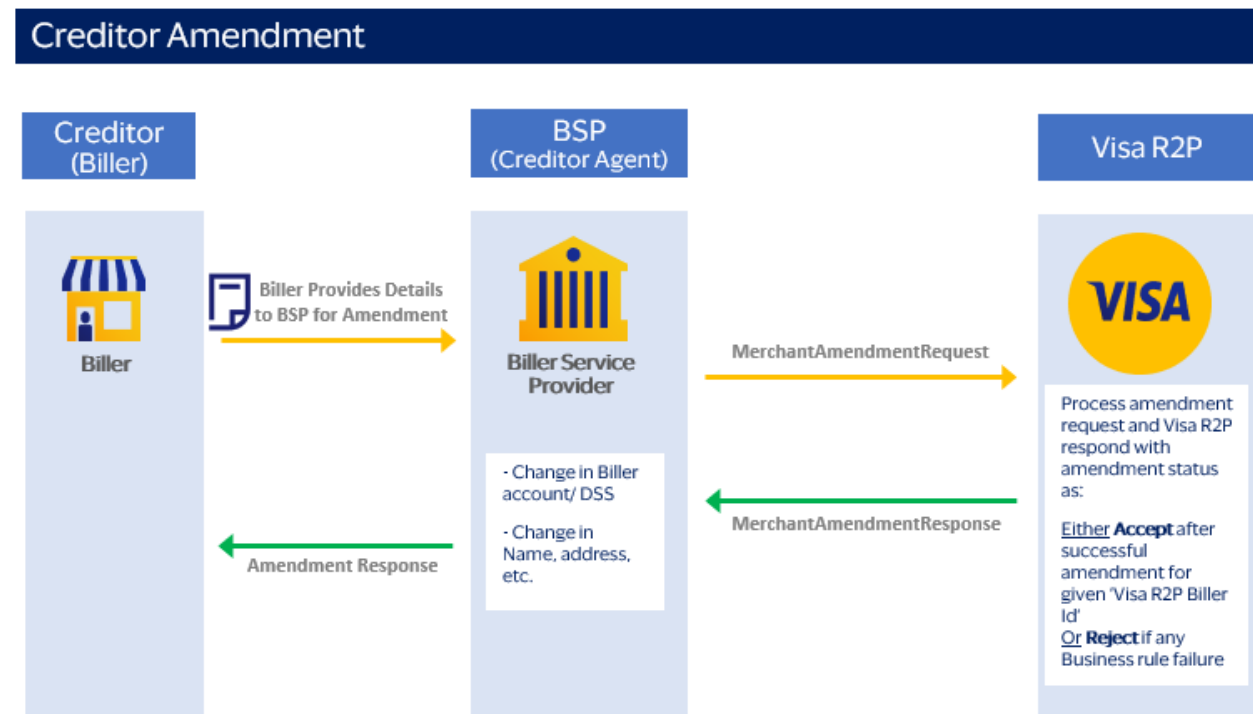 Creditor Amendment
Creditor
(Biller)
BSP
(Creditor Agent)
Visa R2P
Biller Provides Details
to BSP for Amendment
Biller
Biller Service
Provider
MerchantAmendmentRequest
VISA
Process amendment
request and Visa R2P
respond with
amendment status
as:
Either Accept after
successful
amendment for
given 'Visa R2P Biller
Id'
Or Reject if any
Business rule failure
- Change in Biller
account/ DSS
- Change in
Name, address,
etc.
MerchantAmendmentResponse
Amendment Response